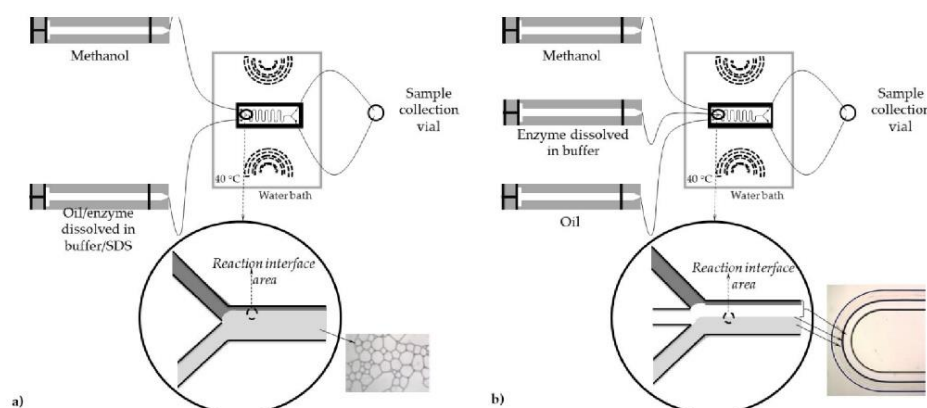 Methanol
Sample
collection
vial
40 °C
Water bath
Oil/enzyme
dissolved in
buffer/SDS
Reaction interface
area
a)
Methanol
Enzyme dissolved
in buffer
Sample
collection
vial
40 °C
Water bath
Oil
Reaction interface
area
b)